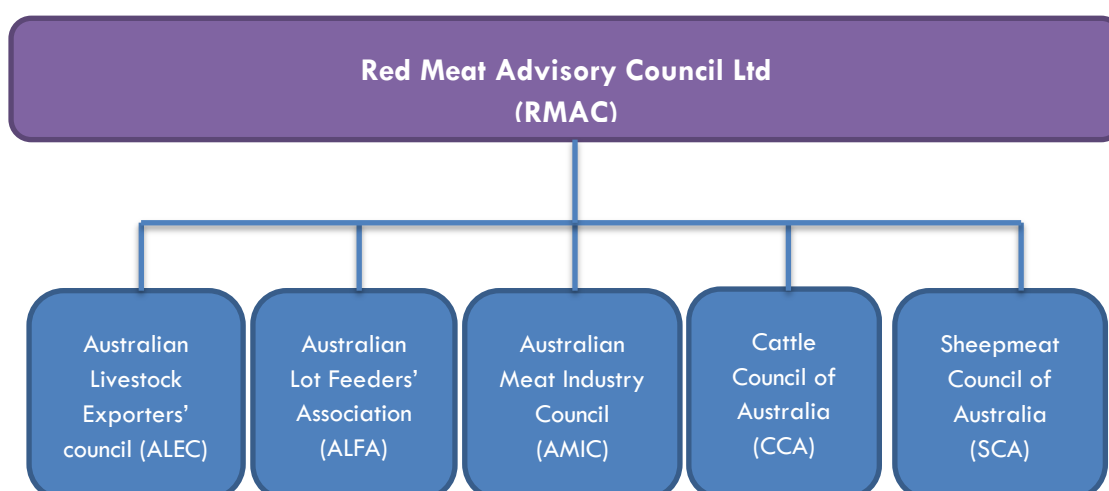 Red Meat Advisory Council Ltd
(RMAC)
Australian
Livestock
Exporters’
council (ALEC)
Australian
Lot Feeders’
Association
(ALFA)
Australian
Meat Industry
Council
(AMIC)
Cattle
Council of
Australia
(CCA)
Sheepmeat
Council of
Australia
(SCA)